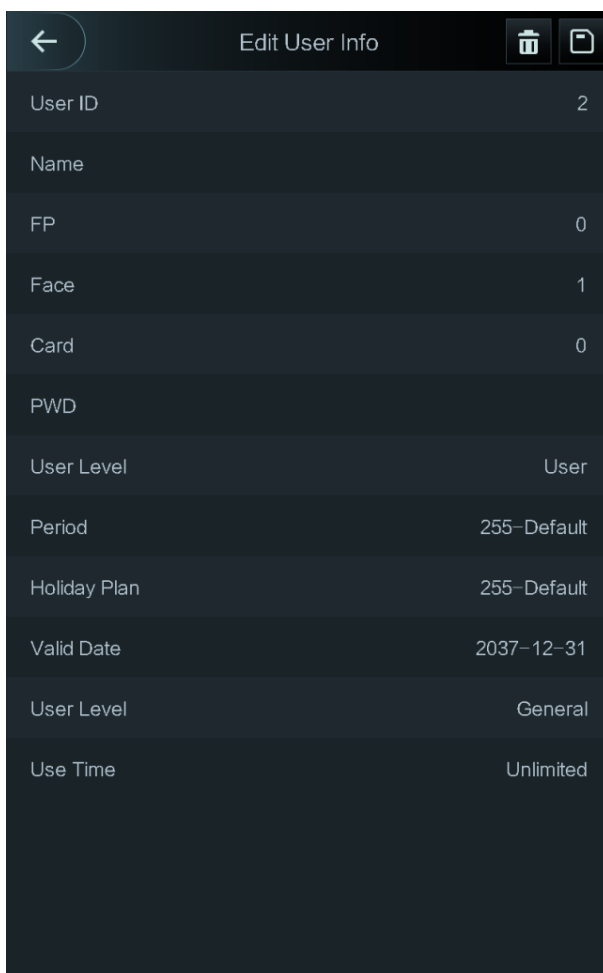 Edit User Info
User ID 2
Name
FP 0
Face 1
Card 0
PWD
User Level User
Period 255-Default
Holiday Plan 255-Default
Valid Date 2037-12-31
User Level General
Use Time Unlimited